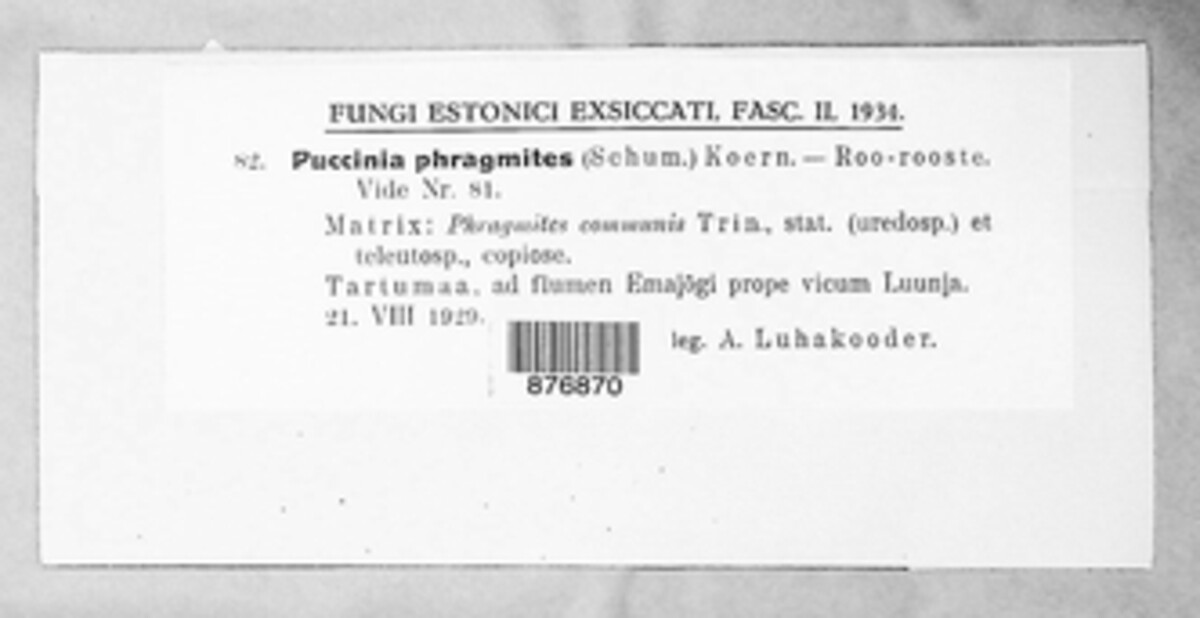 FUNGI ESTONICI EXSICCATI, FASC. II, 1934.
82. Puccinia phragmites (Schum.) Koern. — Roo-rooste.
Vide Nr. 81.
Matrix: Phragmites communis Trin., stat. (uredosp.) et
teleutosp., copiose.
Tartumaa, ad flumen Emajõgi prope vicum Luunja.
21. VIII 1929.
leg. A. Luhakooder.
876870